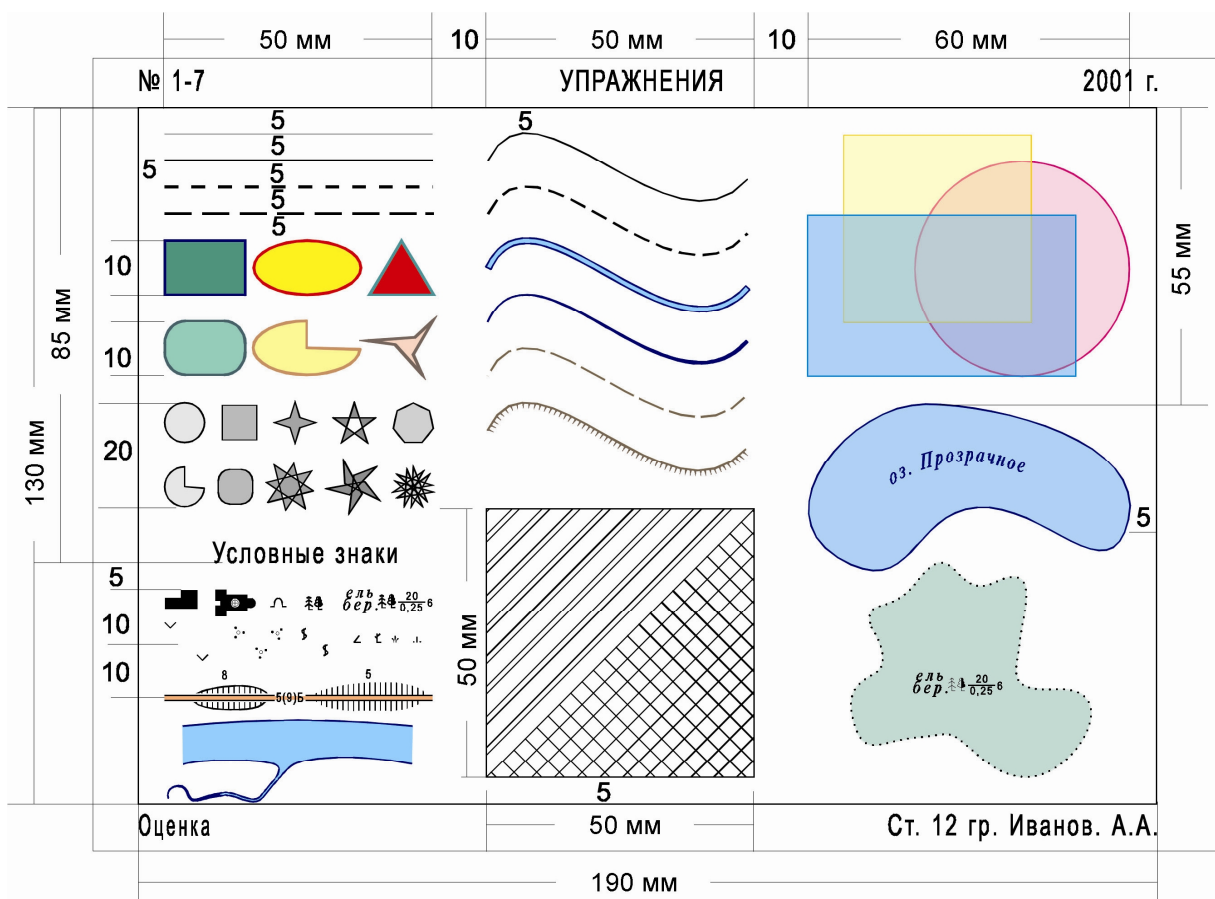 50 мм 10 50 мм 10 60 мм
№ 1-7 УПРАЖНЕНИЯ 2001 г.
5
5
5
5
5
5
5
10
10
20
85 мм
130 мм
55 мм
оз. Прозрачное
5
Условные знаки
5
10
10
ель
бер. 20 6
0,25
8 5
5(9)Б
50 мм
ель
бер. 20 6
0,25
5
Оценка 50 мм Ст. 12 гр. Иванов. А.А.
190 мм